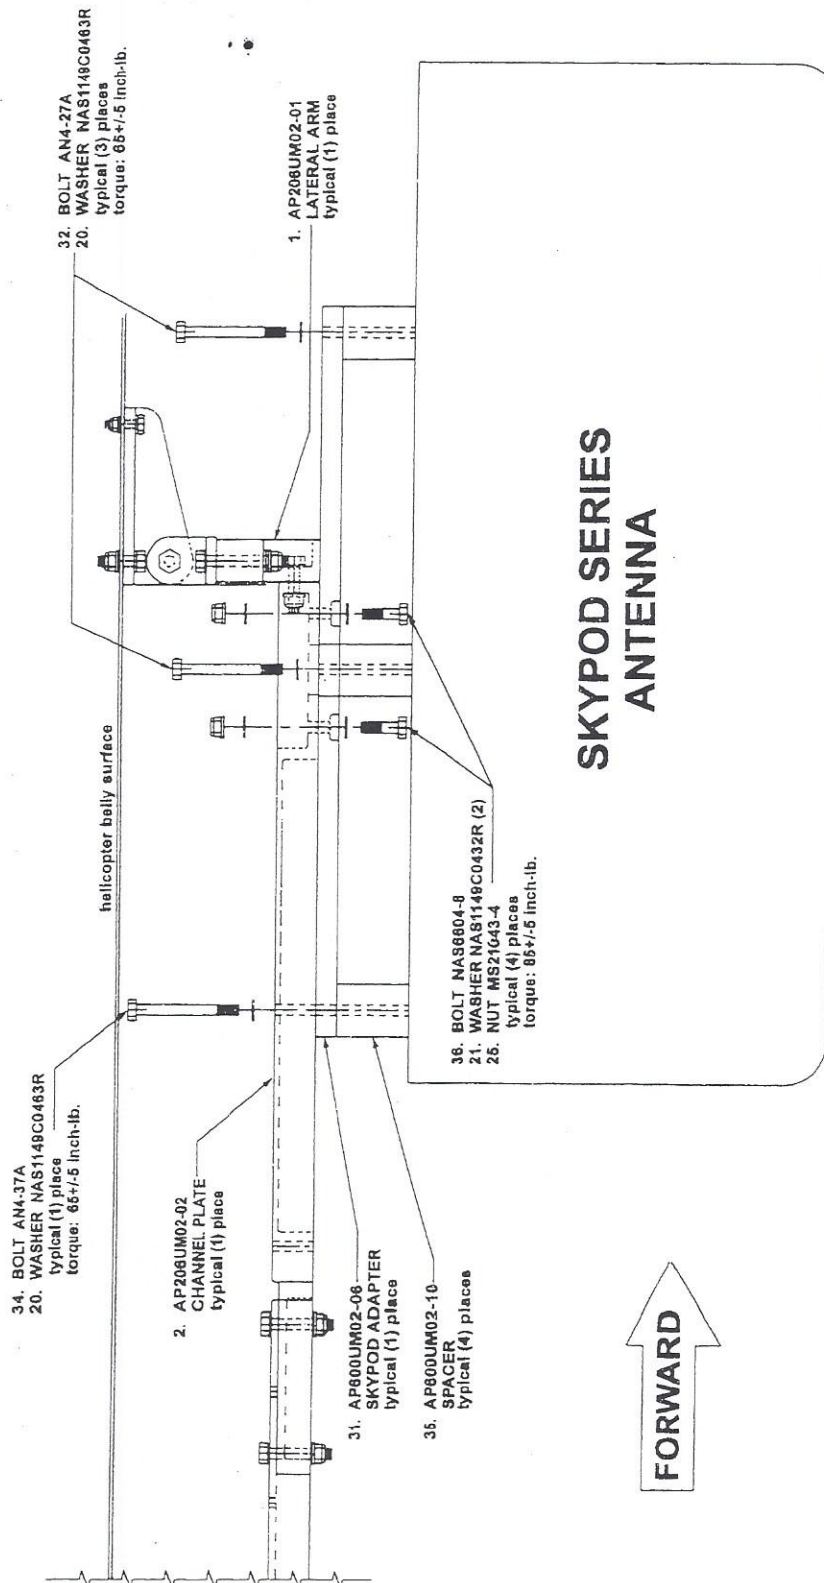 32. BOLT AN4-27A
20. WASHER NAS1149C0463R
typical (3) places
torque: 65+/-5 inch-lb.
1. AP206UM02-01
LATERAL ARM
typical (1) place
helicopter belly surface
34. BOLT AN4-37A
20. WASHER NAS1149C0463R
typical (1) place
torque: 65+/-5 inch-lb.
2. AP206UM02-02
CHANNEL PLATE
typical (1) place
36. BOLT NAS6604-8
21. WASHER NAS1149C0432R (2)
25. NUT MS21043-4
typical (4) places
torque: 85+/-5 inch-lb.
31. AP600UM02-06
SKYPOD ADAPTER
typical (1) place
35. AP600UM02-10
SPACER
typical (4) places
SKYPOD SERIES
ANTENNA
FORWARD